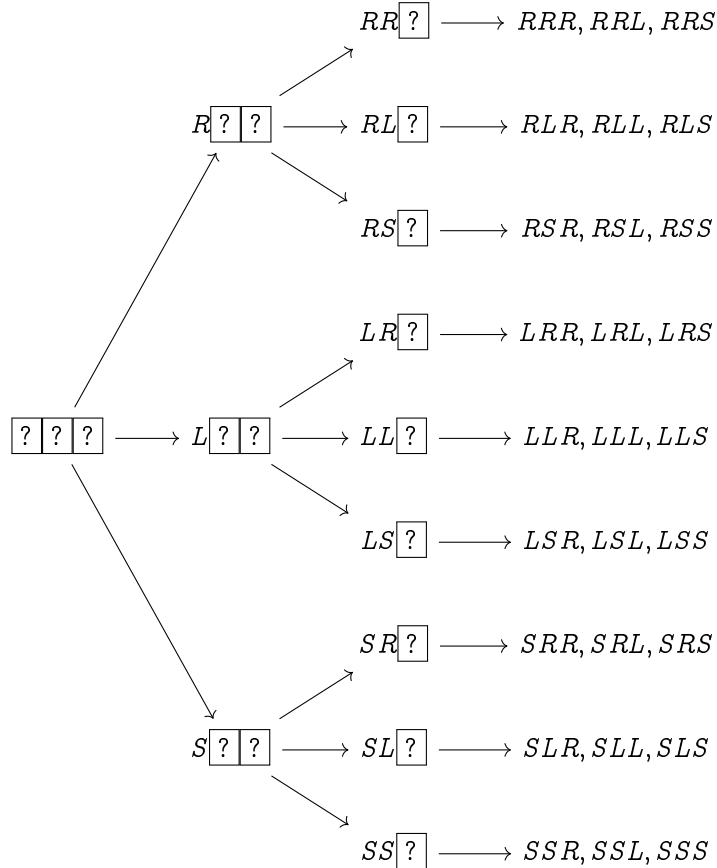 RR? RRR, RRL, RRS
R?? RL? RLR, RLL, RLS
RS? RSR, RSL, RSS
LR? LRR, LRL, LRS
??? L?? LL? LLR, LLL, LLS
LS? LSR, LSL, LSS
SR? SRR, SRL, SRS
S?? SL? SLR, SLL, SLS
SS? SSR, SSL, SSS